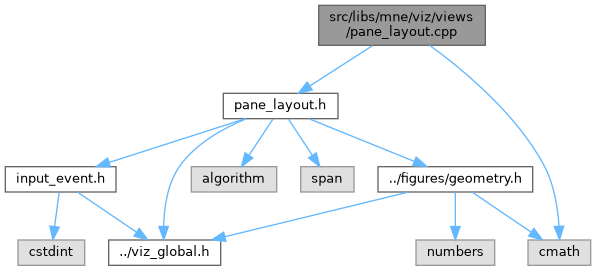 src/libs/mne/viz/views
/pane_layout.cpp
pane_layout.h
input_event.h
algorithm
span
../figures/geometry.h
cstdint
../viz_global.h
numbers
cmath